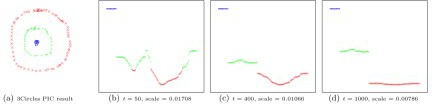 (a) 3Circles PIC result
(b) t = 50, scale = 0.01708
(c) t = 400, scale = 0.01066
(d) t = 1000, scale = 0.00786